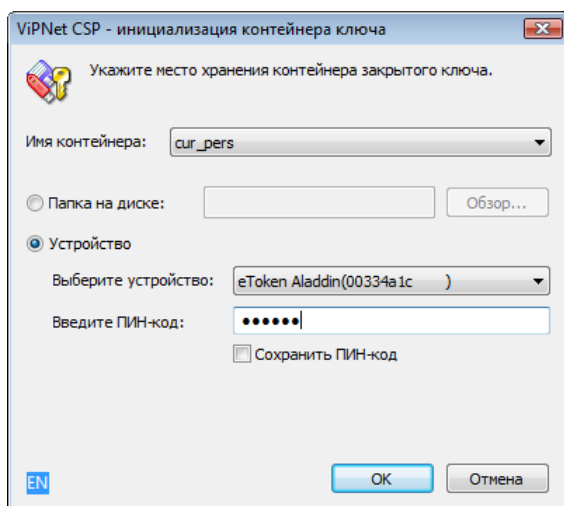 ViPNet CSP - инициализация контейнера ключа
Укажите место хранения контейнера закрытого ключа.
Имя контейнера: cur_pers
Папка на диске: Обзор...
Устройство
Выберите устройство: eToken Aladdin(00334a1c )
Введите ПИН-код: ●●●●●●
Сохранить ПИН-код
EN OK Отмена